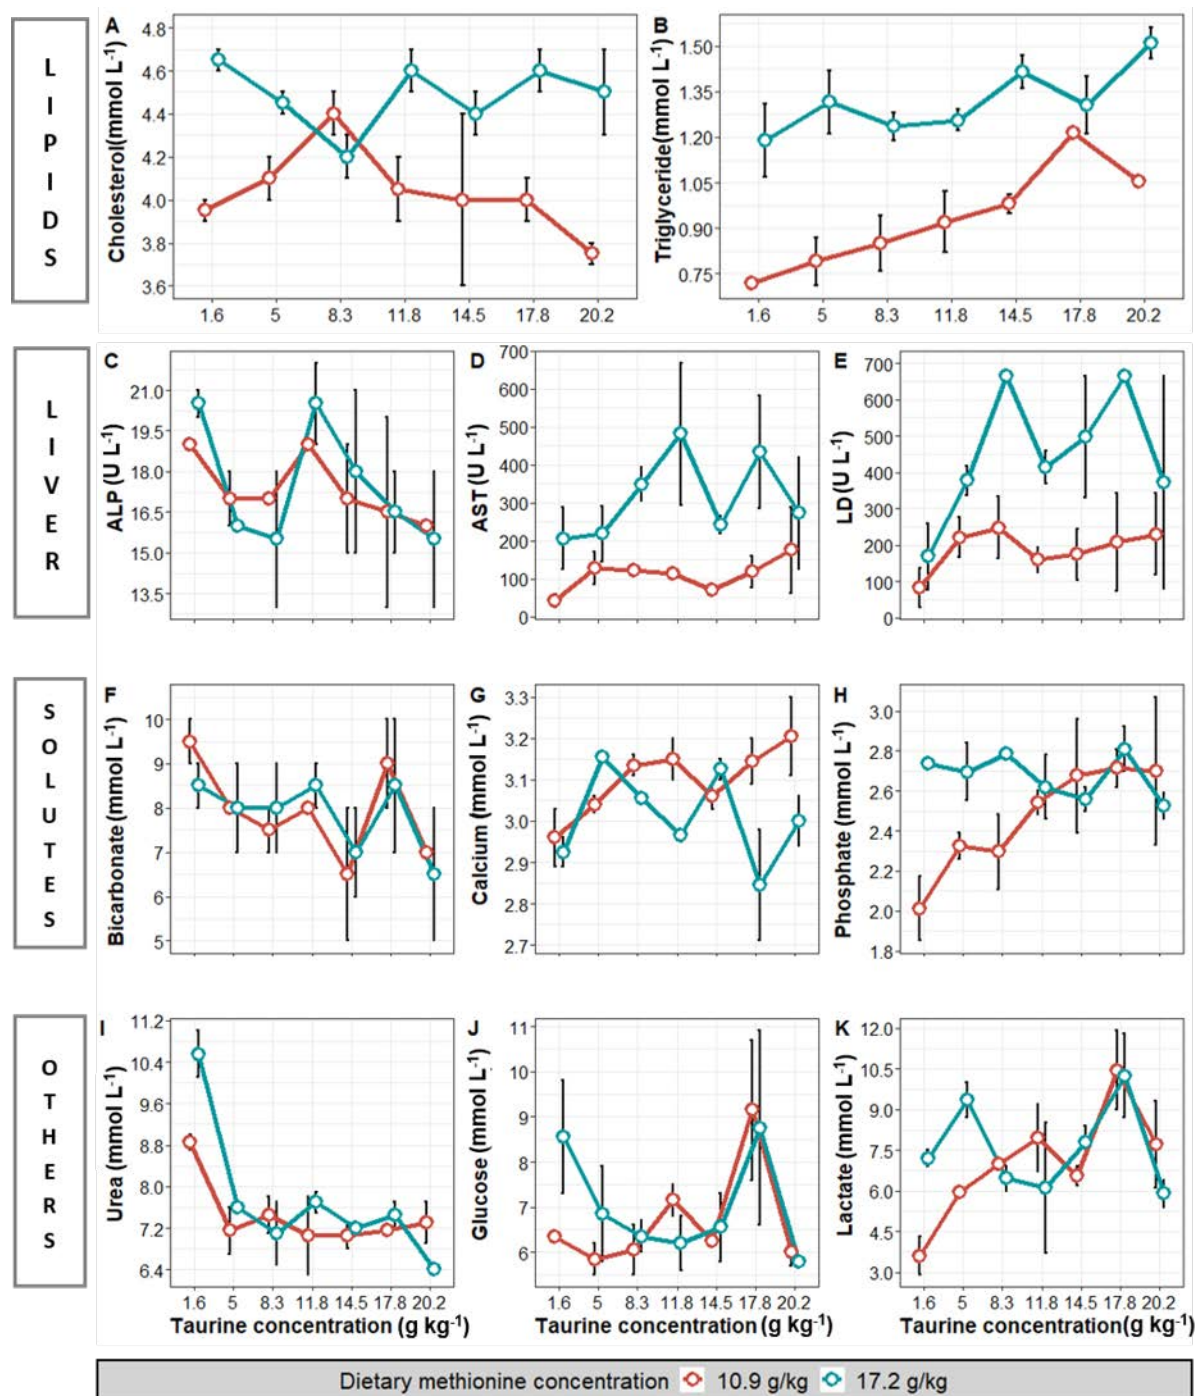 LIPIDS
A
Cholesterol(mmol L-1)
4.8
4.6
4.4
4.2
4.0
3.8
3.6
1.6 5 8.3 11.8 14.5 17.8 20.2
B
Triglyceride(mmol L-1)
1.50
1.35
1.20
1.05
0.90
0.75
1.6 5 8.3 11.8 14.5 17.8 20.2
LIVER
C
ALP (U L-1)
21.0
19.5
18.0
16.5
15.0
13.5
D
AST (U L-1)
700
600
500
400
300
200
100
0
E
LD (U L-1)
700
600
500
400
300
200
100
0
SOLUTES
F
Bicarbonate (mmol L-1)
10
9
8
7
6
5
G
Calcium (mmol L-1)
3.3
3.2
3.1
3.0
2.9
2.8
2.7
H
Phosphate (mmol L-1)
3.0
2.8
2.6
2.4
2.2
2.0
1.8
OTHERS
I
Urea (mmol L-1)
11.2
10.4
9.6
8.8
8.0
7.2
6.4
1.6 5 8.3 11.8 14.5 17.8 20.2
Taurine concentration (g kg-1)
J
Glucose (mmol L-1)
11
10
9
8
7
6
1.6 5 8.3 11.8 14.5 17.8 20.2
Taurine concentration (g kg-1)
K
Lactate (mmol L-1)
12.0
10.5
9.0
7.5
6.0
4.5
3.0
1.6 5 8.3 11.8 14.5 17.8 20.2
Taurine concentration(g kg-1)
Dietary methionine concentration 10.9 g/kg 17.2 g/kg